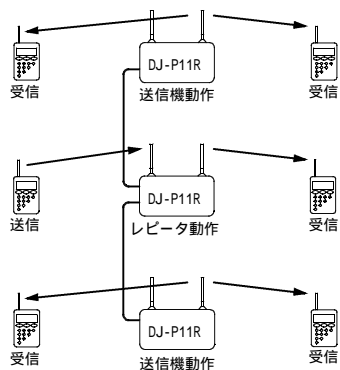 DJ-P11R
受信
送信機動作
受信
DJ-P11R
送信
レピータ動作
受信
DJ-P11R
受信
送信機動作
受信